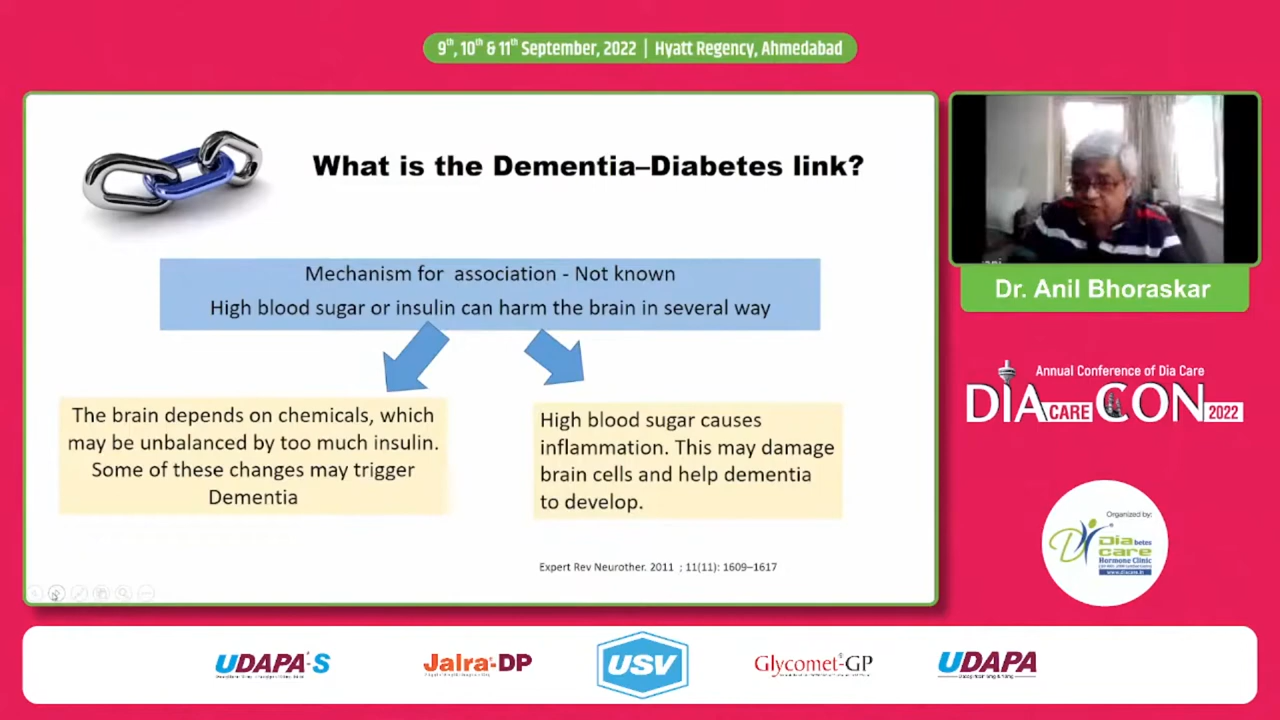 9th, 10th & 11th September, 2022 | Hyatt Regency, Ahmedabad
What is the Dementia–Diabetes link?
Mechanism for association - Not known
High blood sugar or insulin can harm the brain in several way
The brain depends on chemicals, which
may be unbalanced by too much insulin.
Some of these changes may trigger
Dementia
High blood sugar causes
inflammation. This may damage
brain cells and help dementia
to develop.
Expert Rev Neurother. 2011 ; 11(11): 1609–1617
Dr. Anil Bhoraskar
Annual Conference of Dia Care
DIA CARE CON 2022
Organized by:
Diabetes
care
Hormone Clinic
www.diacare.in
UDAPA-S
Jalra-DP
USV
Glycomet-GP
UDAPA